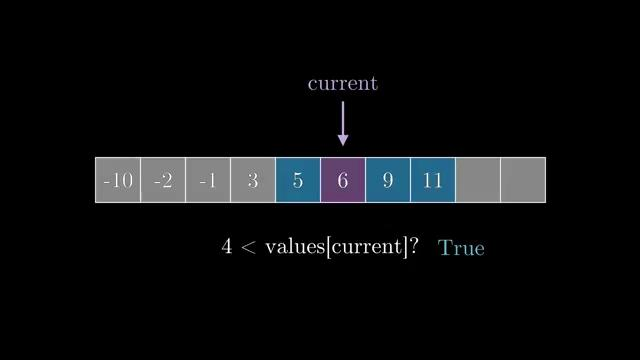 current
-10 -2 -1 3 5 6 9 11
4 < values[current]? True